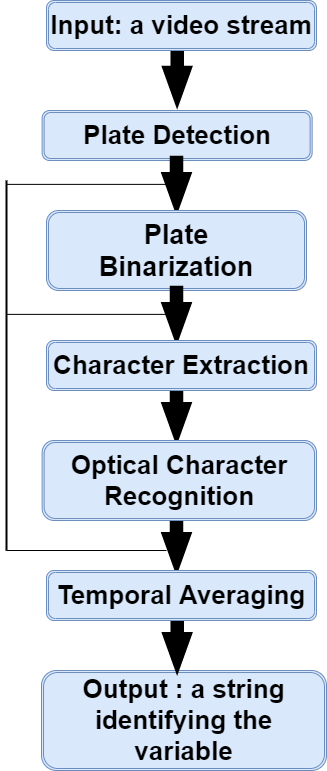 Input: a video stream
Plate Detection
Plate
Binarization
Character Extraction
Optical Character
Recognition
Temporal Averaging
Output : a string
identifying the
variable